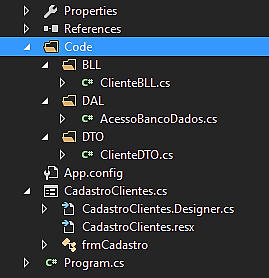 Properties
References
Code
BLL
C# ClienteBLL.cs
DAL
C# AcessoBancoDados.cs
DTO
C# ClienteDTO.cs
App.config
CadastroClientes.cs
CadastroClientes.Designer.cs
CadastroClientes.resx
frmCadastro
C# Program.cs